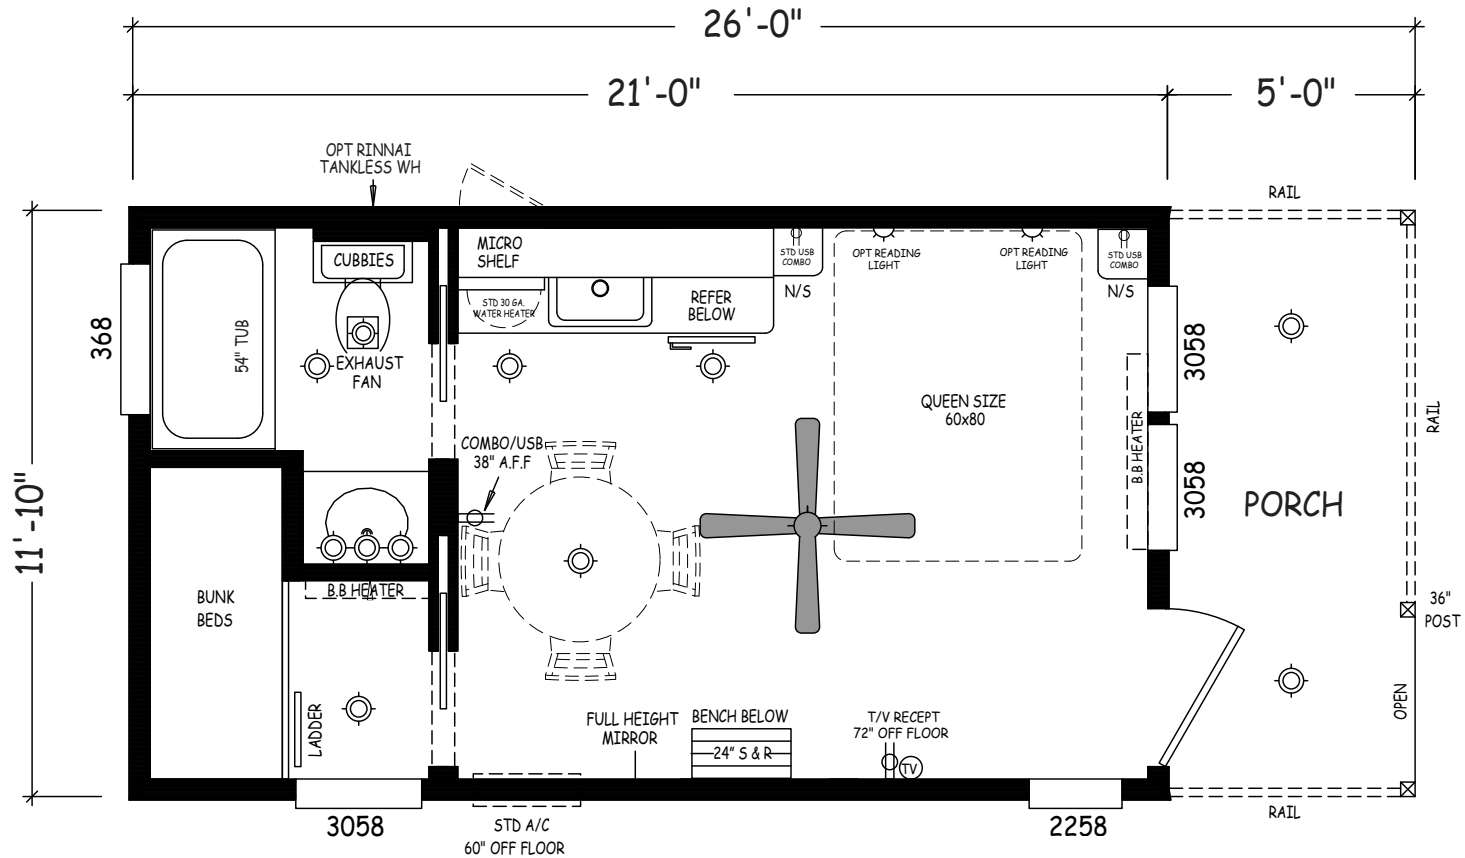 26'-0"
21'-0"
5'-0"
OPT RINNAI
TANKLESS WH
RAIL
CUBBIES
MICRO
SHELF
STD USB
COMBO
OPT READING
LIGHT
OPT READING
LIGHT
STD USB
COMBO
N/S
N/S
STD 30 GA.
WATER HEATER
REFER
BELOW
368
54" TUB
EXHAUST
FAN
3058
QUEEN SIZE
60x80
RAIL
COMBO/USB
38" A.F.F
B.B HEATER
3058
PORCH
11'-10"
B.B HEATER
BUNK
BEDS
36"
POST
LADDER
FULL HEIGHT
MIRROR
BENCH BELOW
24" S & R
T/V RECEPT
72" OFF FLOOR
TV
OPEN
3058
STD A/C
60" OFF FLOOR
2258
RAIL